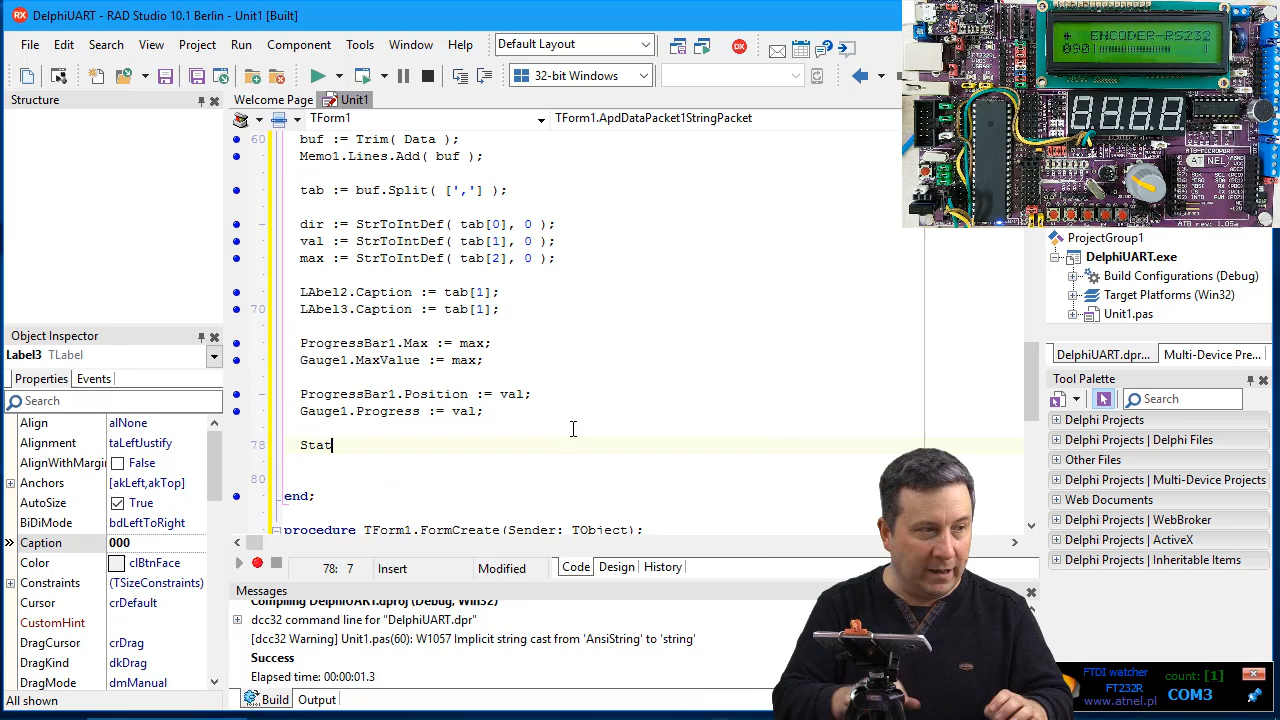 DelphiUART - RAD Studio 10.1 Berlin - Unit1 [Built]
File Edit Search View Project Run Component Tools Window Help
Default Layout
32-bit Windows
Structure
Welcome Page Unit1
TForm1 TForm1.ApdDataPacket1StringPacket
60 buf := Trim( Data );
Memo1.Lines.Add( buf );
tab := buf.Split( [','] );
dir := StrToIntDef( tab[0], 0 );
val := StrToIntDef( tab[1], 0 );
max := StrToIntDef( tab[2], 0 );
LAbel2.Caption := tab[1];
70 LAbel3.Caption := tab[1];
ProgressBar1.Max := max;
Gauge1.MaxValue := max;
ProgressBar1.Position := val;
Gauge1.Progress := val;
78 Stat
80
end;
procedure TForm1.FormCreate(Sender: TObject);
78: 7 Insert Modified Code Design History
Object Inspector
Label3 TLabel
Properties Events
Search
Align alNone
Alignment taLeftJustify
AlignWithMargin False
Anchors [akLeft,akTop]
AutoSize True
BiDiMode bdLeftToRight
Caption 000
Color clBtnFace
Constraints (TSizeConstraints)
Cursor crDefault
CustomHint
DragCursor crDrag
DragKind dkDrag
DragMode dmManual
All shown
Messages
Compiling DelphiUART.dproj (Debug, Win32)
dcc32 command line for "DelphiUART.dpr"
[dcc32 Warning] Unit1.pas(60): W1057 Implicit string cast from 'AnsiString' to 'string'
Success
Elapsed time: 00:00:01.3
Build Output
ENCODER-RS232
0901 1
ATNEL
ProjectGroup1
DelphiUART.exe
Build Configurations (Debug)
Target Platforms (Win32)
Unit1.pas
DelphiUART.dpr... Multi-Device Pre...
Tool Palette
Search
Delphi Projects
Delphi Projects | Delphi Files
Other Files
Delphi Projects | Multi-Device Projects
Web Documents
Delphi Projects | WebBroker
Delphi Projects | ActiveX
Delphi Projects | Inheritable Items
FTDI watcher count: [1]
FT232R COM3
www.atnel.pl